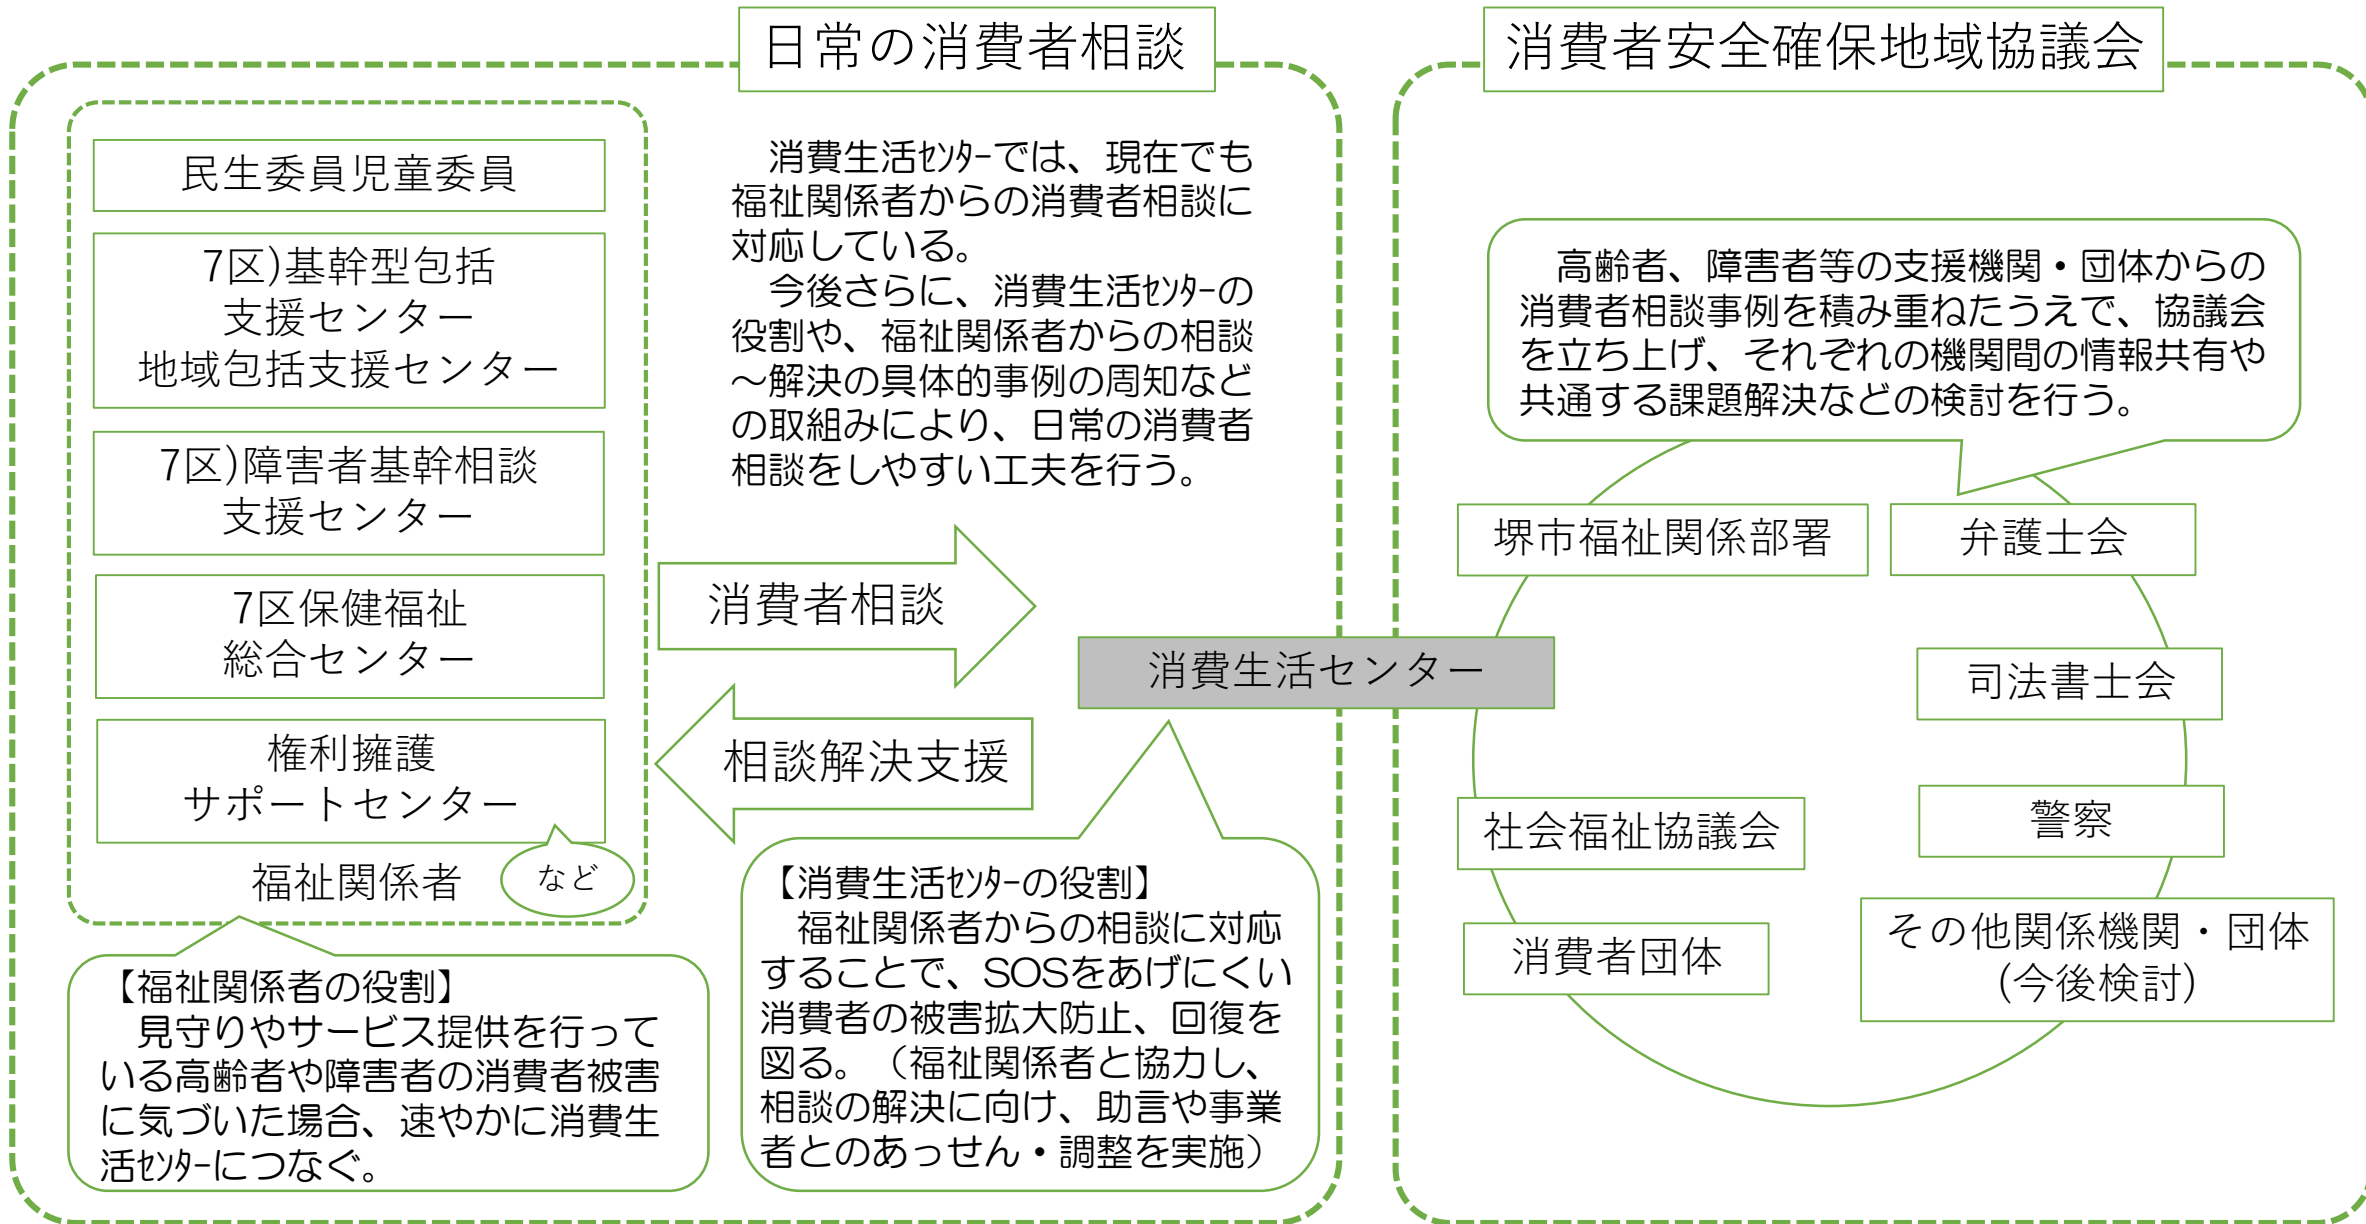 日常の消費者相談
民生委員児童委員
7区)基幹型包括
支援センター
地域包括支援センター
7区)障害者基幹相談
支援センター
7区保健福祉
総合センター
権利擁護
サポートセンター
福祉関係者
など
【福祉関係者の役割】
見守りやサービス提供を行って
いる高齢者や障害者の消費者被害
に気づいた場合、速やかに消費生
活ｾﾝﾀｰにつなぐ。
消費生活ｾﾝﾀｰでは、現在でも
福祉関係者からの消費者相談に
対応している。
今後さらに、消費生活ｾﾝﾀｰの
役割や、福祉関係者からの相談
～解決の具体的事例の周知など
の取組みにより、日常の消費者
相談をしやすい工夫を行う。
消費者相談
相談解決支援
消費生活センター
【消費生活ｾﾝﾀｰの役割】
福祉関係者からの相談に対応
することで、SOSをあげにくい
消費者の被害拡大防止、回復を
図る。（福祉関係者と協力し、
相談の解決に向け、助言や事業
者とのあっせん・調整を実施）
消費者安全確保地域協議会
高齢者、障害者等の支援機関・団体からの
消費者相談事例を積み重ねたうえで、協議会
を立ち上げ、それぞれの機関間の情報共有や
共通する課題解決などの検討を行う。
堺市福祉関係部署
弁護士会
司法書士会
社会福祉協議会
警察
消費者団体
その他関係機関・団体
(今後検討)